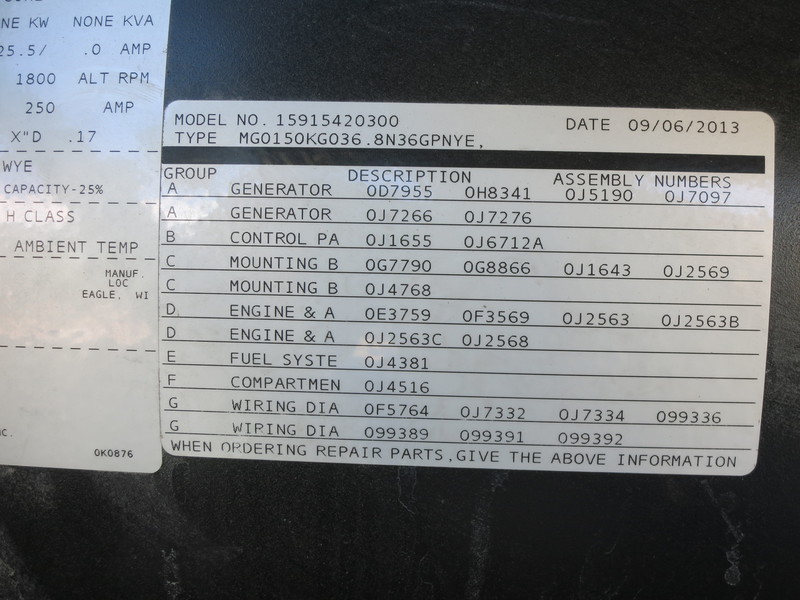 NE KW NONE KVA
25.5/ .0 AMP
1800 ALT RPM
250 AMP
X"D .17
WYE
CAPACITY-25%
H CLASS
AMBIENT TEMP
MANUF.
LOC
EAGLE, WI
0K0876
MODEL NO. 15915420300 DATE 09/06/2013
TYPE MG0150KG036.8N36GPNYE,
GROUP DESCRIPTION ASSEMBLY NUMBERS
A GENERATOR 0D7955 0H8341 0J5190 0J7097
A GENERATOR 0J7266 0J7276
B CONTROL PA 0J1655 0J6712A
C MOUNTING B 0G7790 0G8866 0J1643 0J2569
C MOUNTING B 0J4768
D ENGINE & A 0E3759 0F3569 0J2563 0J2563B
D ENGINE & A 0J2563C 0J2568
E FUEL SYSTE 0J4381
F COMPARTMEN 0J4516
G WIRING DIA 0F5764 0J7332 0J7334 099336
G WIRING DIA 099389 099391 099392
WHEN ORDERING REPAIR PARTS,GIVE THE ABOVE INFORMATION